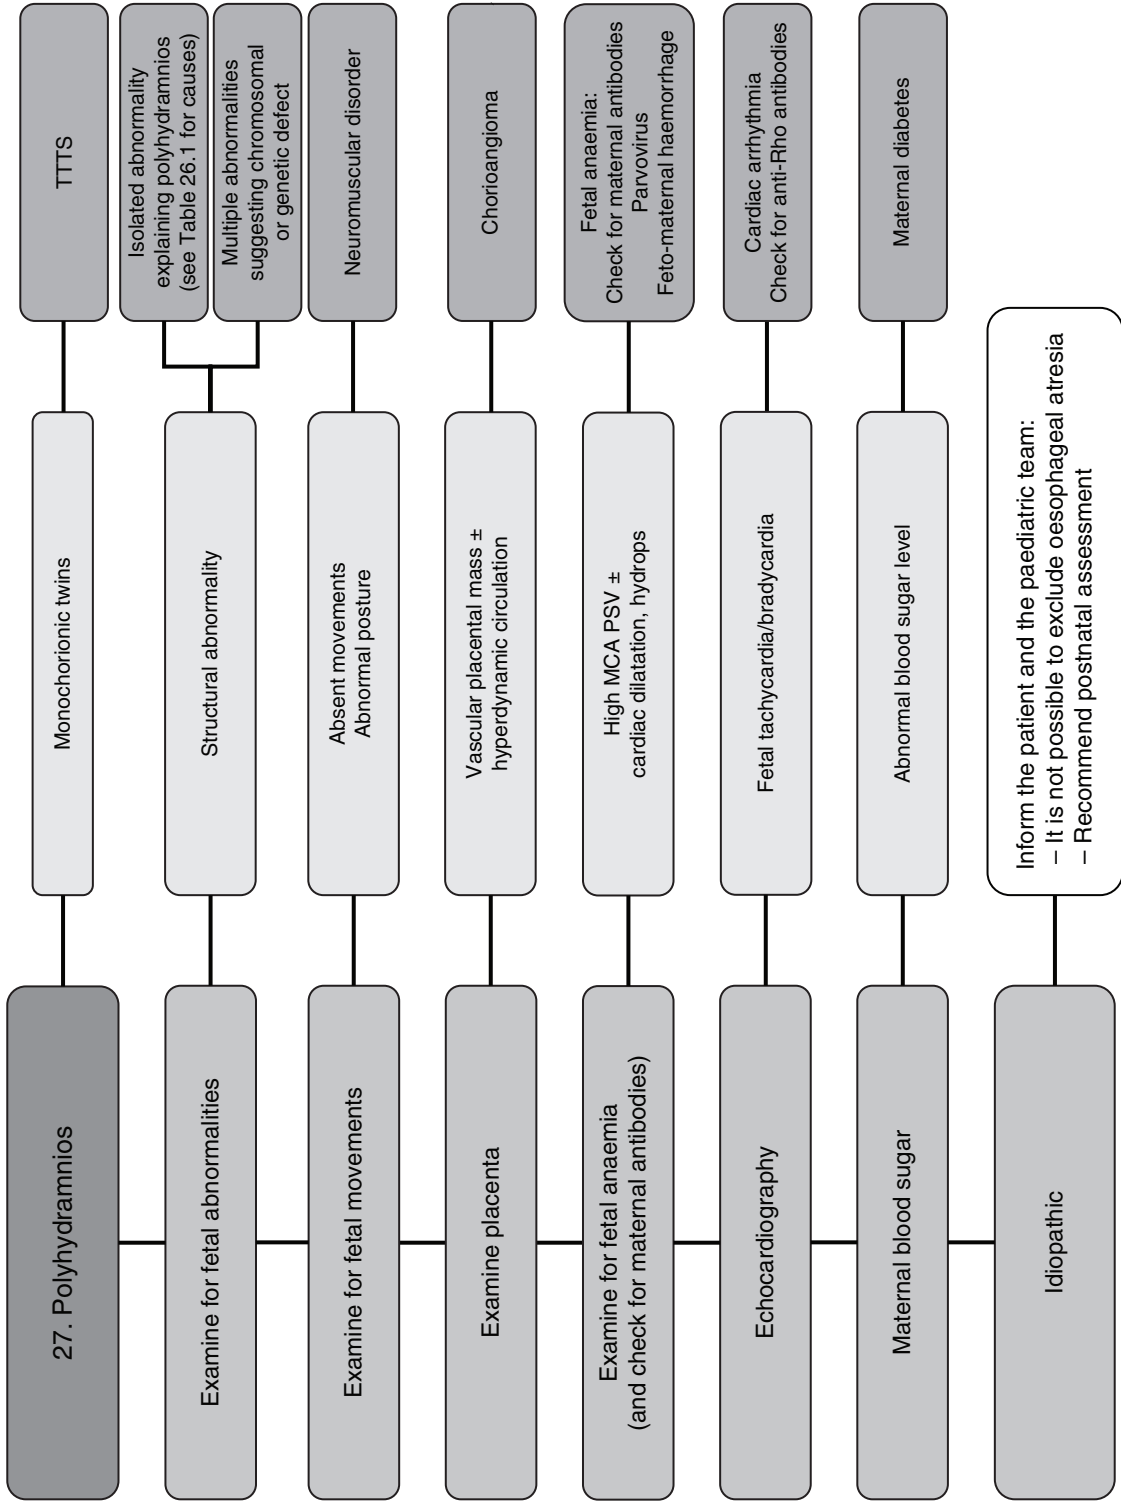 27. Polyhydramnios
Monochorionic twins
TTTS
Examine for fetal abnormalities
Structural abnormality
Isolated abnormality
explaining polyhydramnios
(see Table 26.1 for causes)
Multiple abnormalities
suggesting chromosomal
or genetic defect
Examine for fetal movements
Absent movements
Abnormal posture
Neuromuscular disorder
Examine placenta
Vascular placental mass ±
hyperdynamic circulation
Chorioangioma
Examine for fetal anaemia
(and check for maternal antibodies)
High MCA PSV ±
cardiac dilatation, hydrops
Fetal anaemia:
Check for maternal antibodies
Parvovirus
Feto-maternal haemorrhage
Echocardiography
Fetal tachycardia/bradycardia
Cardiac arrhythmia
Check for anti-Rho antibodies
Maternal blood sugar
Abnormal blood sugar level
Maternal diabetes
Idiopathic
Inform the patient and the paediatric team:
– It is not possible to exclude oesophageal atresia
– Recommend postnatal assessment